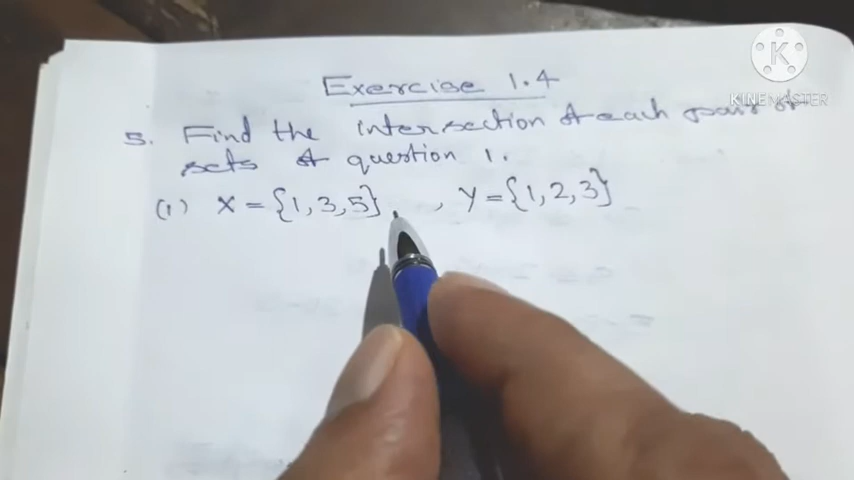 KINEMASTER
Exercise 1.4
5. Find the intersection of each pair of
sets of question 1.
(1) X = {1, 3, 5} , Y = {1, 2, 3}